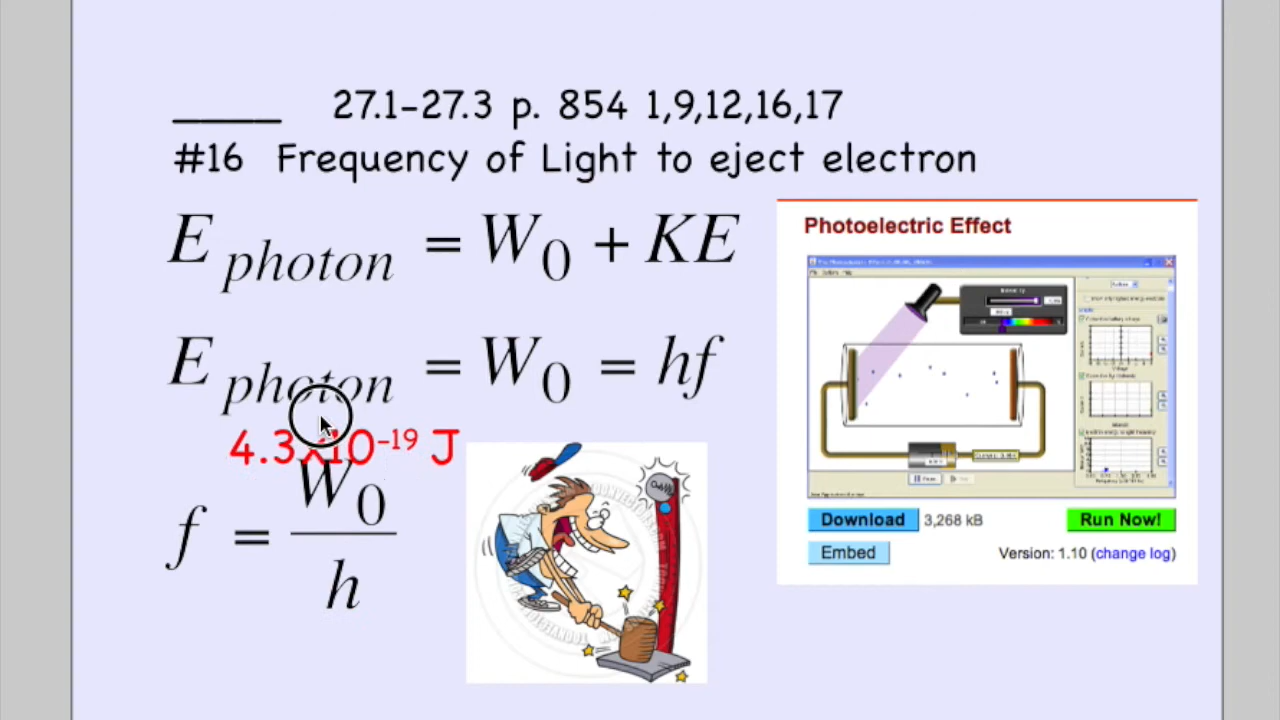 ____ 27.1-27.3 p. 854 1,9,12,16,17
#16 Frequency of Light to eject electron
E photon = W₀ + KE
E photon = W₀ = hf
4.3x10⁻¹⁹ J
f = W₀ / h
Photoelectric Effect
Download 3,268 kB Run Now!
Embed Version: 1.10 (change log)